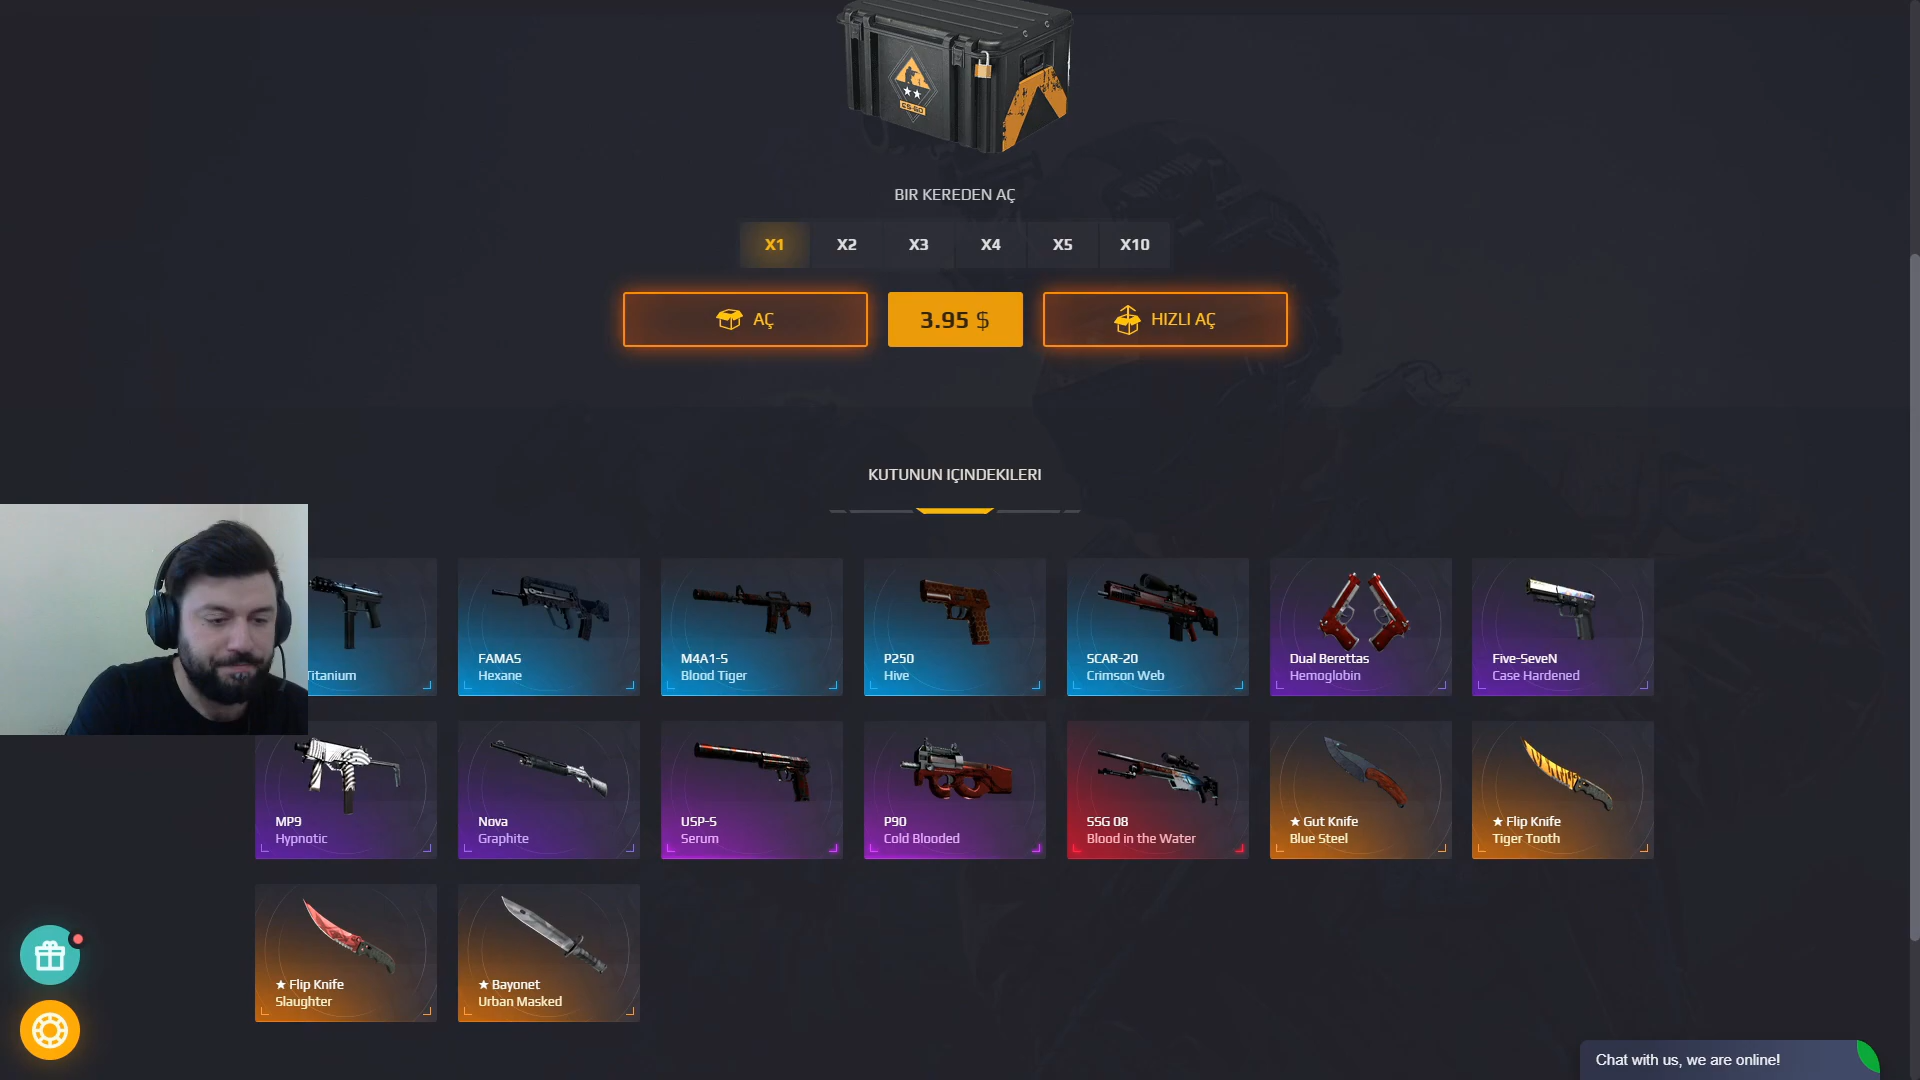 CS:GO
BIR KEREDEN AÇ
X1 X2 X3 X4 X5 X10
AÇ 3.95 $ HIZLI AÇ
KUTUNUN IÇINDEKILERI
Titanium
FAMAS
Hexane
M4A1-S
Blood Tiger
P250
Hive
SCAR-20
Crimson Web
Dual Berettas
Hemoglobin
Five-SeveN
Case Hardened
MP9
Hypnotic
Nova
Graphite
USP-S
Serum
P90
Cold Blooded
SSG 08
Blood in the Water
★ Gut Knife
Blue Steel
★ Flip Knife
Tiger Tooth
★ Flip Knife
Slaughter
★ Bayonet
Urban Masked
Chat with us, we are online!